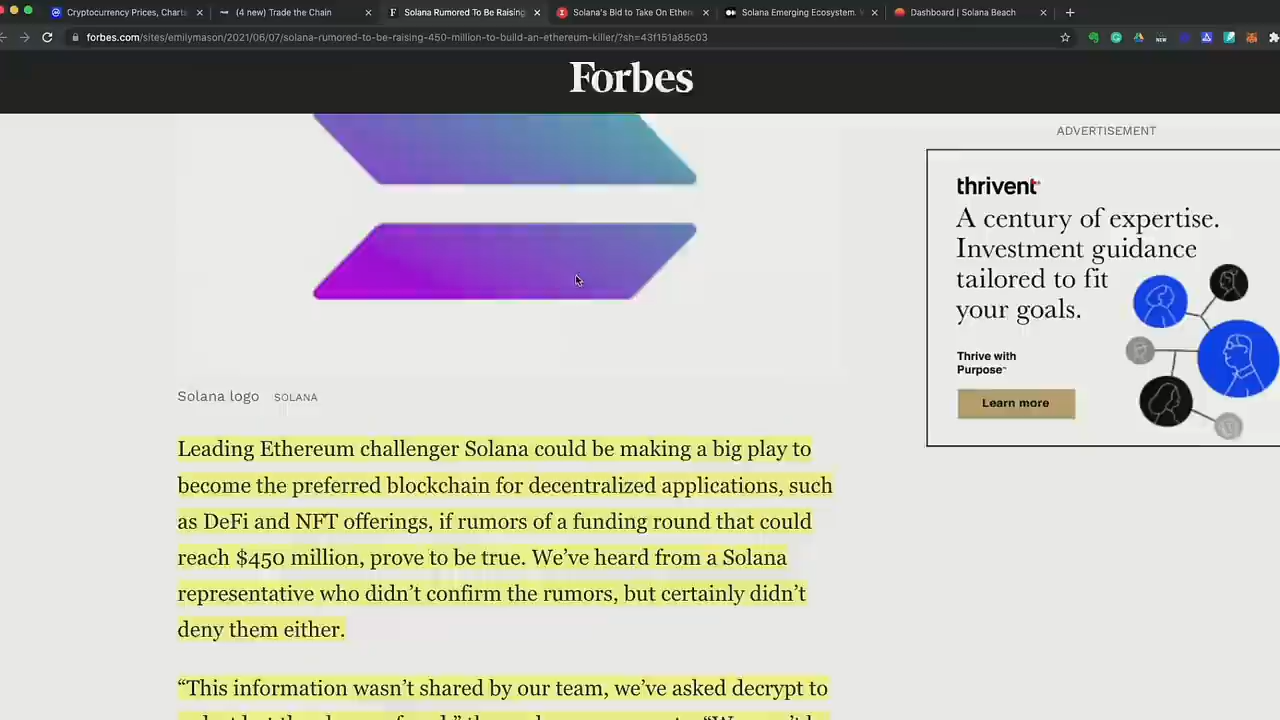 Cryptocurrency Prices, Charts
(4 new) Trade the Chain
Solana Rumored To Be Raising
Solana's Bid to Take On Ether
Solana Emerging Ecosystem. V
Dashboard | Solana Beach
forbes.com/sites/emilymason/2021/06/07/solana-rumored-to-be-raising-450-million-to-build-an-ethereum-killer/?sh=43f151a85c03
Forbes
ADVERTISEMENT
thrivent
A century of expertise.
Investment guidance
tailored to fit
your goals.
Thrive with
Purpose™
Learn more
Solana logo SOLANA
Leading Ethereum challenger Solana could be making a big play to
become the preferred blockchain for decentralized applications, such
as DeFi and NFT offerings, if rumors of a funding round that could
reach $450 million, prove to be true. We’ve heard from a Solana
representative who didn’t confirm the rumors, but certainly didn’t
deny them either.
“This information wasn’t shared by our team, we’ve asked decrypt to